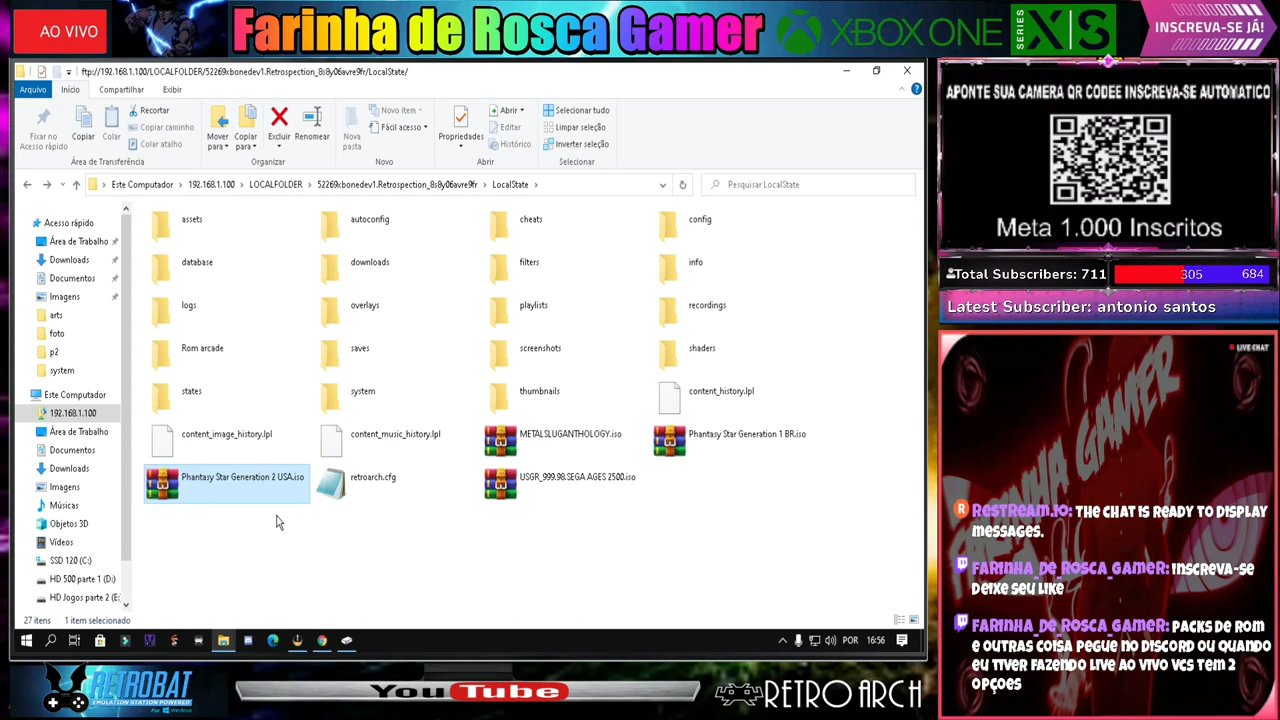 AO VIVO
Farinha de Rosca Gamer
XBOX ONE
SERIES X|S
INSCREVA-SE JÁ!
ftp://192.168.1.100/LOCALFOLDER/52269xbonedev1.Retrospection_8s8y06avre9fr/LocalState/
Arquivo Início Compartilhar Exibir
Fixar no Acesso rápido
Copiar
Colar
Recortar
Copiar caminho
Colar atalho
Mover para
Copiar para
Excluir
Renomear
Nova pasta
Novo item
Fácil acesso
Propriedades
Abrir
Editar
Histórico
Selecionar tudo
Limpar seleção
Inverter seleção
Área de Transferência Organizar Novo Abrir Selecionar
Este Computador 192.168.1.100 LOCALFOLDER 52269xbonedev1.Retrospection_8s8y06avre9fr LocalState
Pesquisar LocalState
Acesso rápido
Área de Trabalho
Downloads
Documentos
Imagens
arts
foto
p2
system
Este Computador
192.168.1.100
Área de Trabalho
Documentos
Downloads
Imagens
Músicas
Objetos 3D
Vídeos
SSD 120 (C:)
HD 500 parte 1 (D:)
HD Jogos parte 2 (E:
assets autoconfig cheats config
database downloads filters info
logs overlays playlists recordings
Rom arcade saves screenshots shaders
states system thumbnails content_history.lpl
content_image_history.lpl content_music_history.lpl METALSLUGANTHOLOGY.iso Phantasy Star Generation 1 BR.iso
Phantasy Star Generation 2 USA.iso retroarch.cfg USGR_999.98.SEGA AGES 2500.iso
27 itens 1 item selecionado
POR 16:56
APONTE SUA CAMERA QR CODEE INSCREVA-SE AUTOMATICO
Meta 1.000 Inscritos
Total Subscribers: 711
305 684
Latest Subscriber: antonio santos
LIVE CHAT
Restream.io: The chat is ready to display
messages.
Farinha_de_Rosca_Gamer: Inscreva-se
deixe seu like
Farinha_de_Rosca_Gamer: Packs de rom
e outras coisa pegue no discord ou quando
eu tiver fazendo live ao vivo vcs tem 2
opçoes
RETROBAT
EMULATION STATION POWERED
For Windows
YouTube
RETRO ARCH